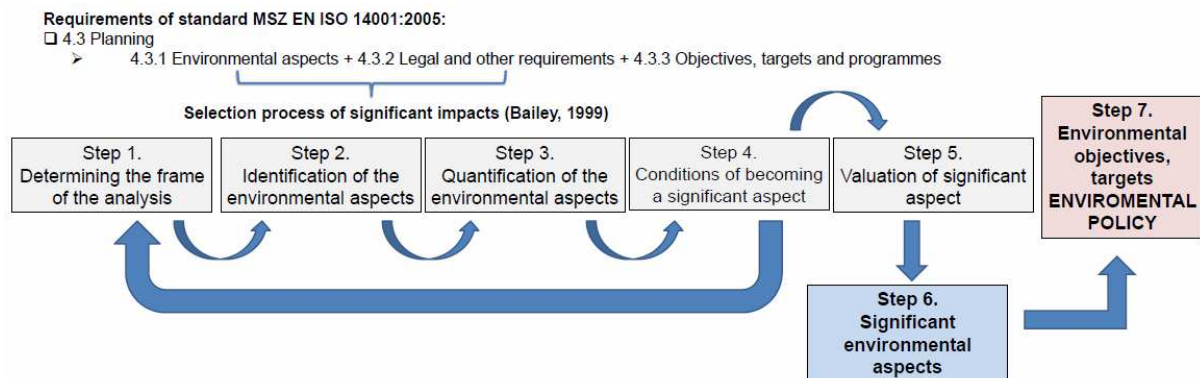 Requirements of standard MSZ EN ISO 14001:2005:
❑ 4.3 Planning
➢ 4.3.1 Environmental aspects + 4.3.2 Legal and other requirements + 4.3.3 Objectives, targets and programmes
Selection process of significant impacts (Bailey, 1999)
Step 1.
Determining the frame
of the analysis
Step 2.
Identification of the
environmental aspects
Step 3.
Quantification of the
environmental aspects
Step 4.
Conditions of becoming
a significant aspect
Step 5.
Valuation of significant
aspect
Step 6.
Significant
environmental
aspects
Step 7.
Environmental
objectives,
targets
ENVIROMENTAL
POLICY